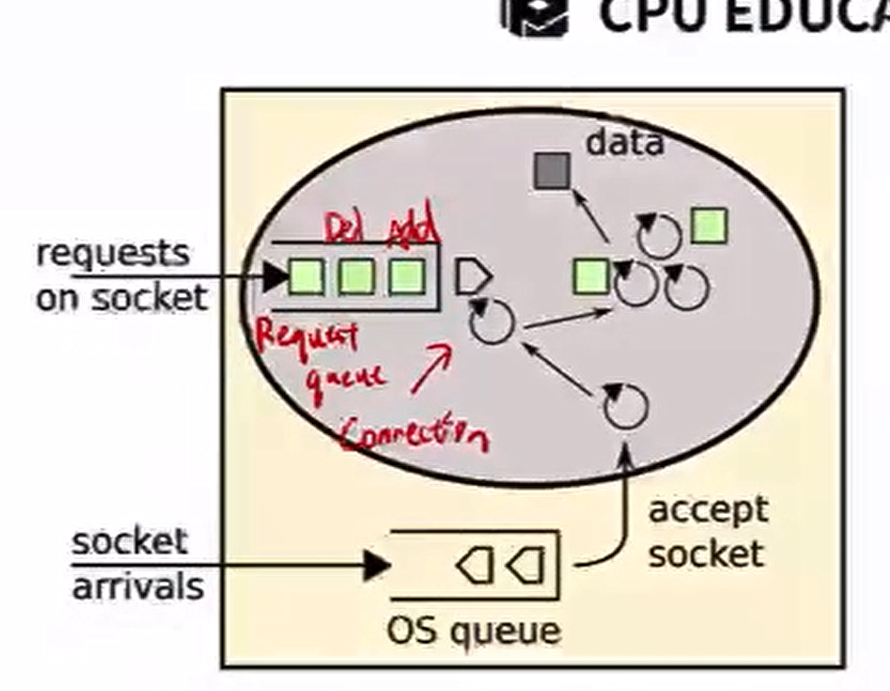 CPU EDUCA
data
Del Add
requests
on socket
Request
queue
Connection
accept
socket
socket
arrivals
OS queue